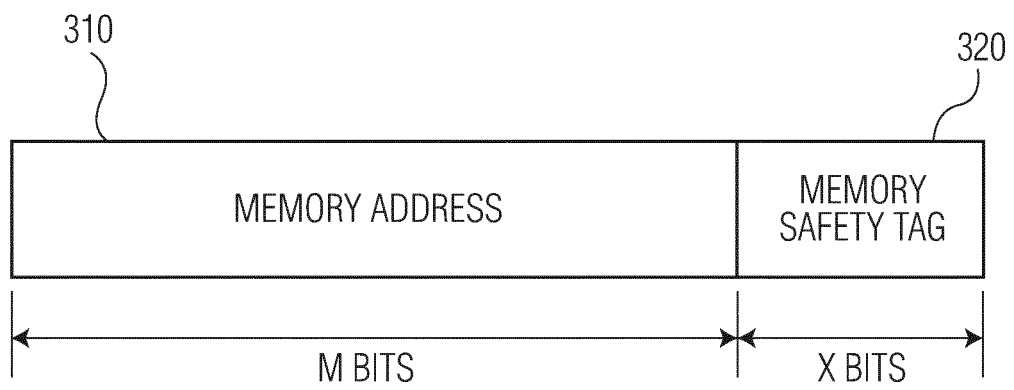 310
320
MEMORY ADDRESS
MEMORY
SAFETY TAG
M BITS
X BITS